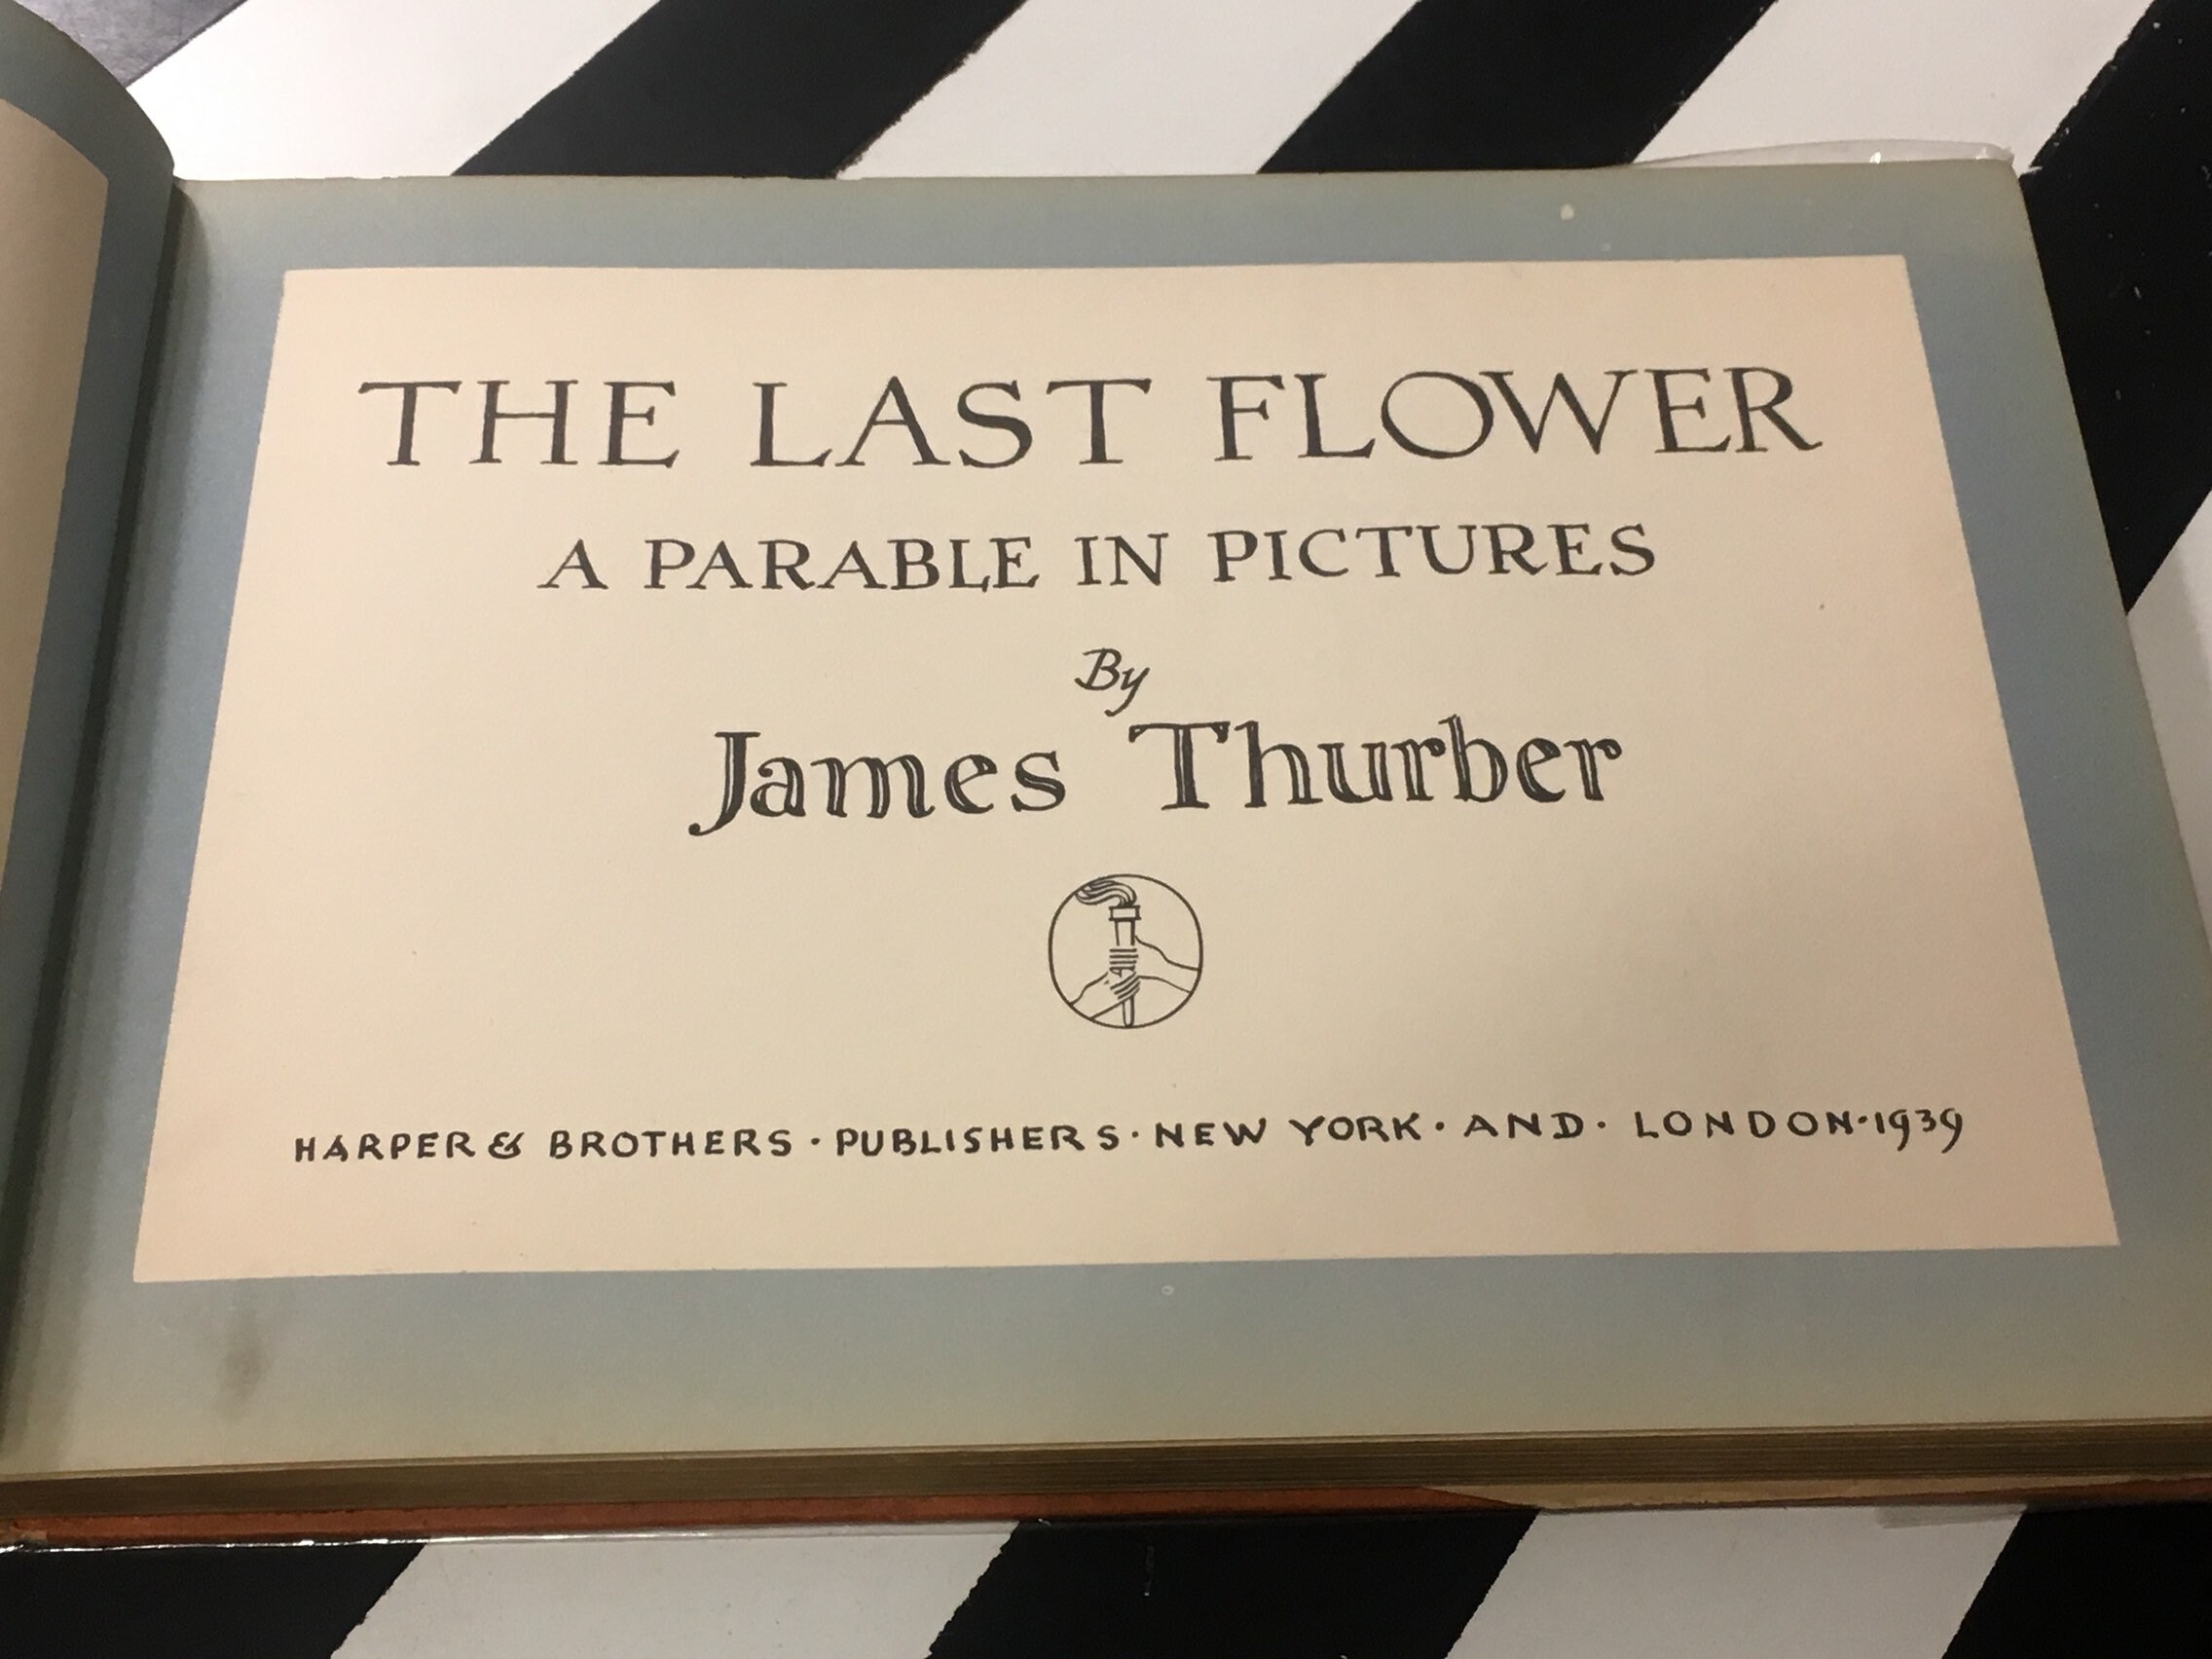 THE LAST FLOWER
A PARABLE IN PICTURES
By
James Thurber
HARPER & BROTHERS · PUBLISHERS · NEW YORK · AND · LONDON · 1939